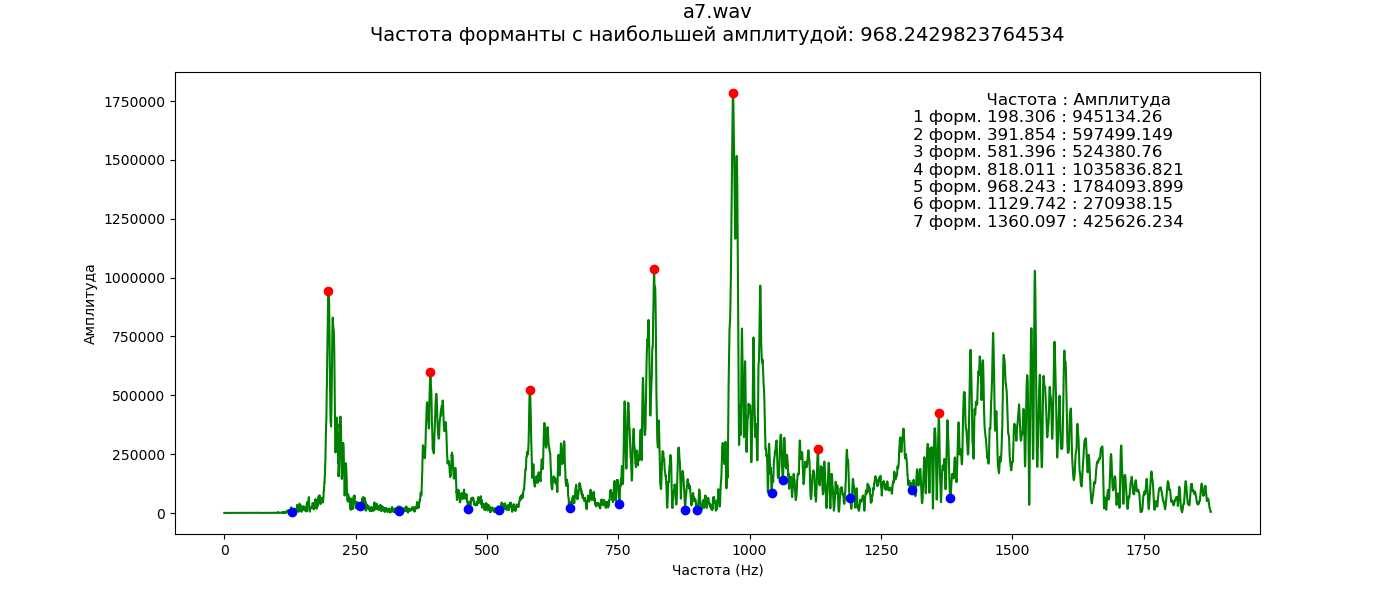 a7.wav
Частота форманты с наибольшей амплитудой: 968.2429823764534
Частота : Амплитуда
1 форм. 198.306 : 945134.26
2 форм. 391.854 : 597499.149
3 форм. 581.396 : 524380.76
4 форм. 818.011 : 1035836.821
5 форм. 968.243 : 1784093.899
6 форм. 1129.742 : 270938.15
7 форм. 1360.097 : 425626.234
Амплитуда
1750000
1500000
1250000
1000000
750000
500000
250000
0
0
250
500
750
1000
1250
1500
1750
Частота (Hz)